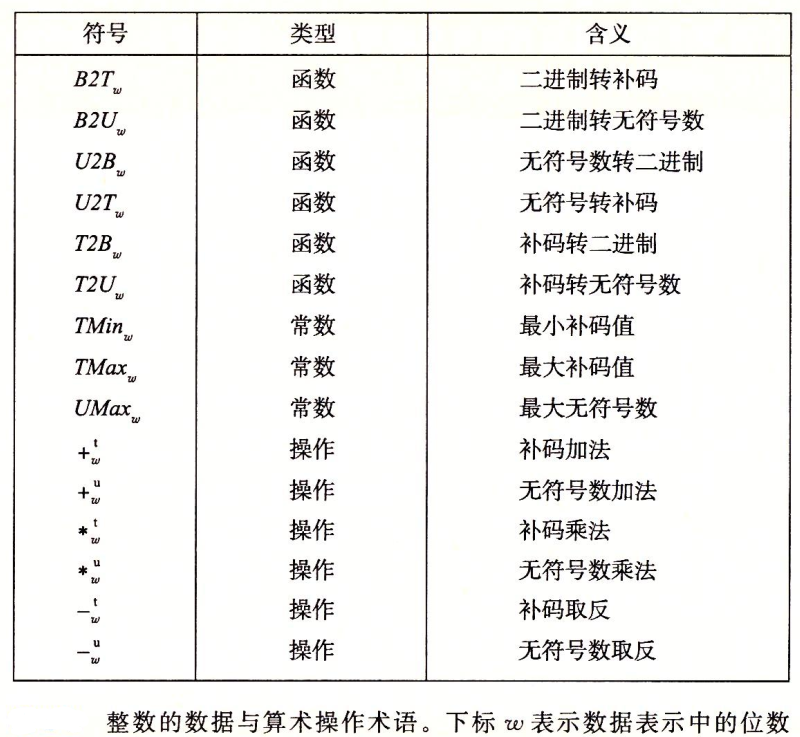 符号 类型 含义
B2T_w 函数 二进制转补码
B2U_w 函数 二进制转无符号数
U2B_w 函数 无符号数转二进制
U2T_w 函数 无符号转补码
T2B_w 函数 补码转二进制
T2U_w 函数 补码转无符号数
TMin_w 常数 最小补码值
TMax_w 常数 最大补码值
UMax_w 常数 最大无符号数
+^t_w 操作 补码加法
+^u_w 操作 无符号数加法
*^t_w 操作 补码乘法
*^u_w 操作 无符号数乘法
-^t_w 操作 补码取反
-^u_w 操作 无符号数取反
整数的数据与算术操作术语。下标 w 表示数据表示中的位数